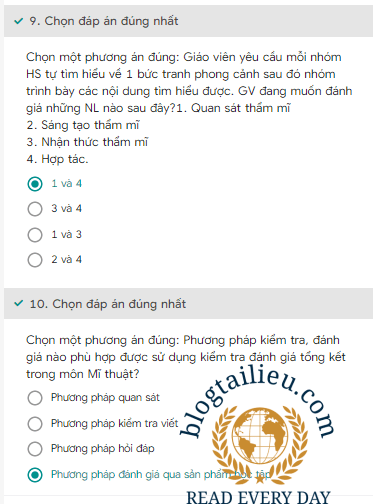 9. Chọn đáp án đúng nhất
Chọn một phương án đúng: Giáo viên yêu cầu mỗi nhóm
HS tự tìm hiểu về 1 bức tranh phong cảnh sau đó nhóm
trình bày các nội dung tìm hiểu được. GV đang muốn đánh
giá những NL nào sau đây?1. Quan sát thẩm mĩ
2. Sáng tạo thẩm mĩ
3. Nhận thức thẩm mĩ
4. Hợp tác.
1 và 4
3 và 4
1 và 3
2 và 4
10. Chọn đáp án đúng nhất
Chọn một phương án đúng: Phương pháp kiểm tra, đánh
giá nào phù hợp được sử dụng kiểm tra đánh giá tổng kết
trong môn Mĩ thuật?
Phương pháp quan sát
Phương pháp kiểm tra viết
Phương pháp hỏi đáp
Phương pháp đánh giá qua sản phẩm học tập
blogtailieu.com
READ EVERY DAY